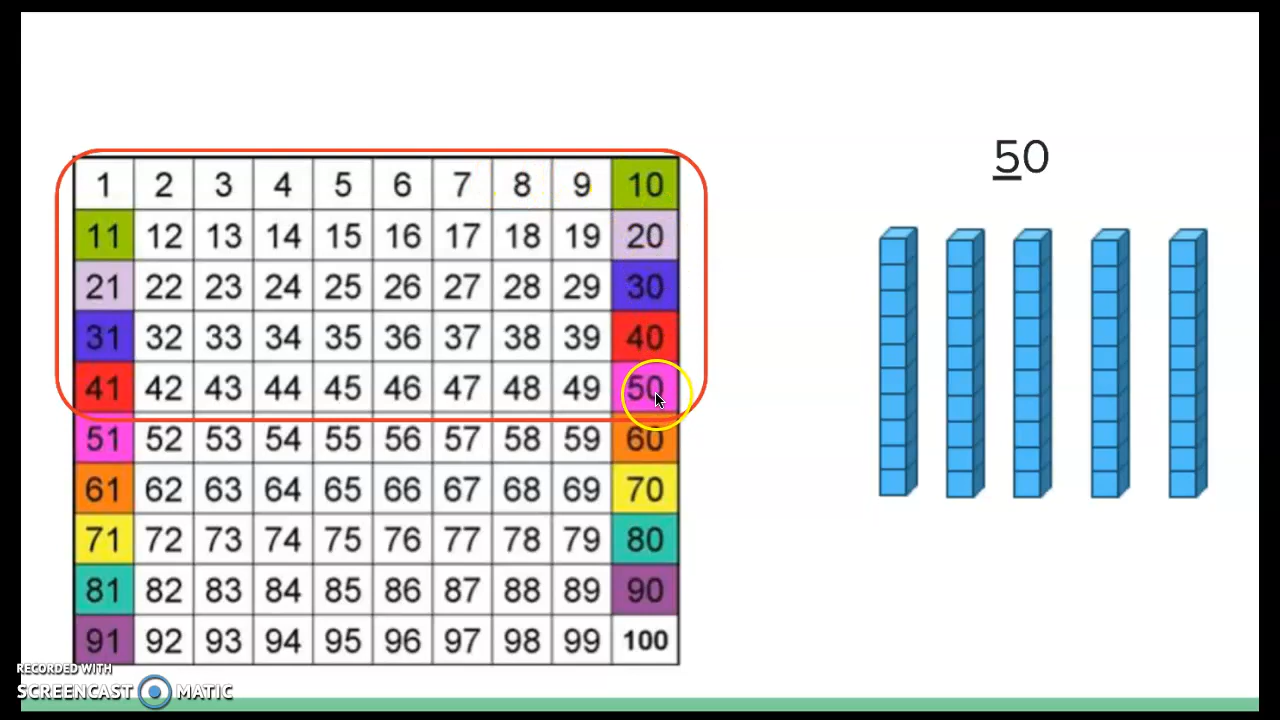 50
1 2 3 4 5 6 7 8 9 10
11 12 13 14 15 16 17 18 19 20
21 22 23 24 25 26 27 28 29 30
31 32 33 34 35 36 37 38 39 40
41 42 43 44 45 46 47 48 49 50
51 52 53 54 55 56 57 58 59 60
61 62 63 64 65 66 67 68 69 70
71 72 73 74 75 76 77 78 79 80
81 82 83 84 85 86 87 88 89 90
91 92 93 94 95 96 97 98 99 100
RECORDED WITH
SCREENCAST MATIC